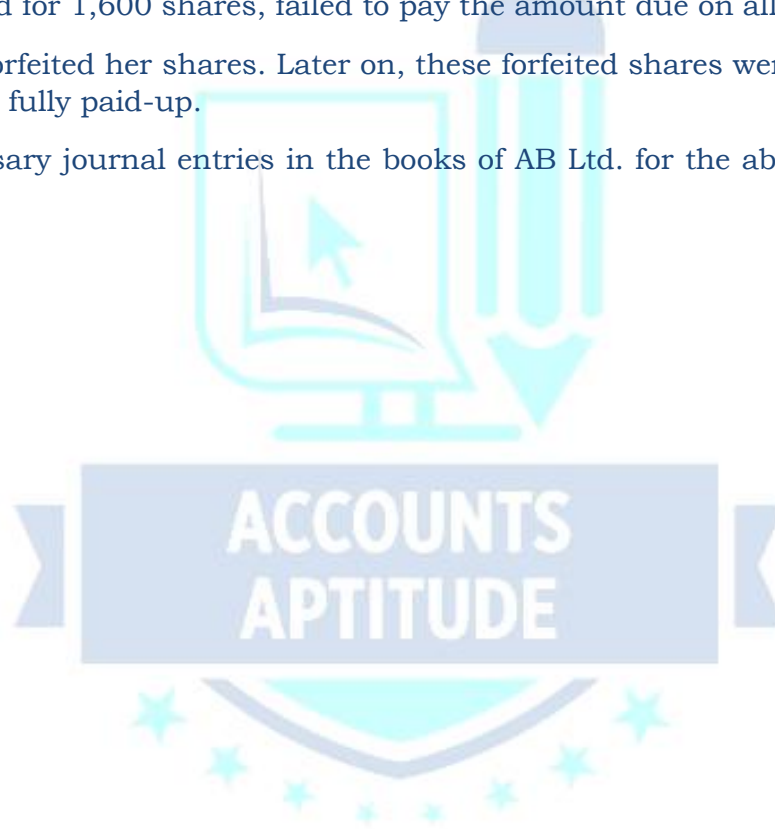 d for 1,600 shares, failed to pay the amount due on all
orfeited her shares. Later on, these forfeited shares wer
fully paid-up.
sary journal entries in the books of AB Ltd. for the ab
ACCOUNTS
APTITUDE